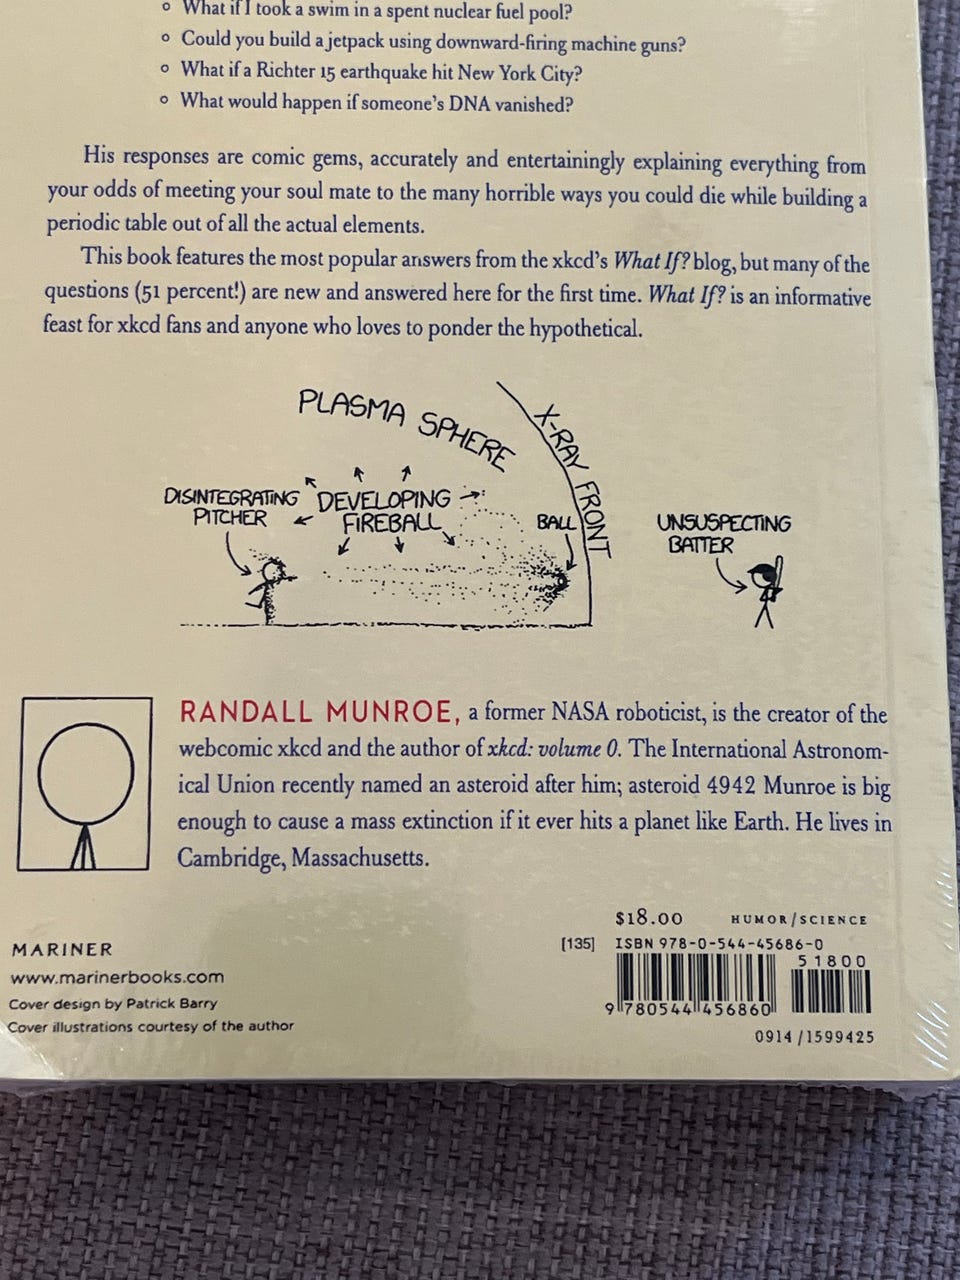 ◦ What if I took a swim in a spent nuclear fuel pool?
◦ Could you build a jetpack using downward-firing machine guns?
◦ What if a Richter 15 earthquake hit New York City?
◦ What would happen if someone's DNA vanished?
His responses are comic gems, accurately and entertainingly explaining everything from
your odds of meeting your soul mate to the many horrible ways you could die while building a
periodic table out of all the actual elements.
This book features the most popular answers from the xkcd's What If? blog, but many of the
questions (51 percent!) are new and answered here for the first time. What If? is an informative
feast for xkcd fans and anyone who loves to ponder the hypothetical.
PLASMA SPHERE
X-RAY FRONT
DISINTEGRATING
PITCHER
DEVELOPING
FIREBALL
BALL
UNSUSPECTING
BATTER
RANDALL MUNROE, a former NASA roboticist, is the creator of the
webcomic xkcd and the author of xkcd: volume 0. The International Astronom-
ical Union recently named an asteroid after him; asteroid 4942 Munroe is big
enough to cause a mass extinction if it ever hits a planet like Earth. He lives in
Cambridge, Massachusetts.
$18.00 HUMOR/SCIENCE
[135] ISBN 978-0-544-45686-0
51800
9 780544 456860
0914/1599425
MARINER
www.marinerbooks.com
Cover design by Patrick Barry
Cover illustrations courtesy of the author